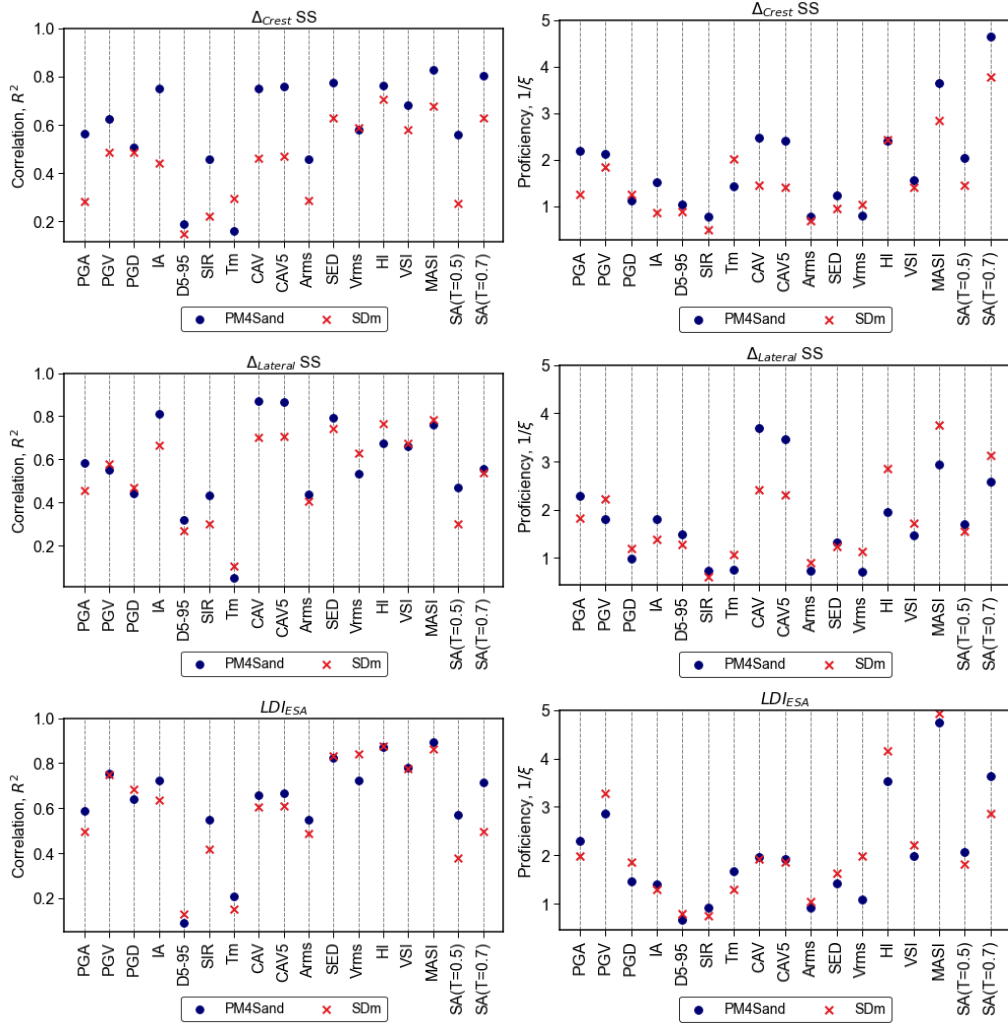 Δ_Crest SS
Correlation, R²
1.0
0.8
0.6
0.4
0.2
PGA
PGV
PGD
IA
D5-95
SIR
Tm
CAV
CAV5
Arms
SED
Vrms
HI
VSI
MASI
SA(T=0.5)
SA(T=0.7)
PM4Sand
SDm
Δ_Crest SS
Proficiency, 1/ξ
5
4
3
2
1
PGA
PGV
PGD
IA
D5-95
SIR
Tm
CAV
CAV5
Arms
SED
Vrms
HI
VSI
MASI
SA(T=0.5)
SA(T=0.7)
PM4Sand
SDm
Δ_Lateral SS
Correlation, R²
1.0
0.8
0.6
0.4
0.2
PGA
PGV
PGD
IA
D5-95
SIR
Tm
CAV
CAV5
Arms
SED
Vrms
HI
VSI
MASI
SA(T=0.5)
SA(T=0.7)
PM4Sand
SDm
Δ_Lateral SS
Proficiency, 1/ξ
5
4
3
2
1
PGA
PGV
PGD
IA
D5-95
SIR
Tm
CAV
CAV5
Arms
SED
Vrms
HI
VSI
MASI
SA(T=0.5)
SA(T=0.7)
PM4Sand
SDm
LDI_ESA
Correlation, R²
1.0
0.8
0.6
0.4
0.2
PGA
PGV
PGD
IA
D5-95
SIR
Tm
CAV
CAV5
Arms
SED
Vrms
HI
VSI
MASI
SA(T=0.5)
SA(T=0.7)
PM4Sand
SDm
LDI_ESA
Proficiency, 1/ξ
5
4
3
2
1
PGA
PGV
PGD
IA
D5-95
SIR
Tm
CAV
CAV5
Arms
SED
Vrms
HI
VSI
MASI
SA(T=0.5)
SA(T=0.7)
PM4Sand
SDm